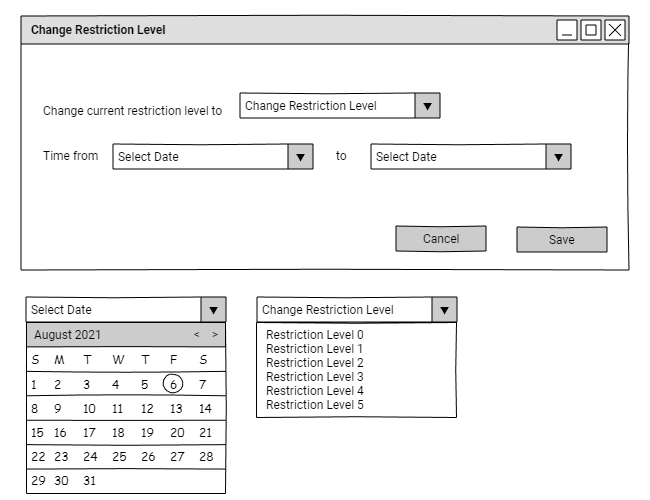 Change Restriction Level
Change current restriction level to Change Restriction Level
Time from Select Date to Select Date
Cancel Save
Select Date
August 2021 < >
S M T W T F S
1 2 3 4 5 6 7
8 9 10 11 12 13 14
15 16 17 18 19 20 21
22 23 24 25 26 27 28
29 30 31
Change Restriction Level
Restriction Level 0
Restriction Level 1
Restriction Level 2
Restriction Level 3
Restriction Level 4
Restriction Level 5